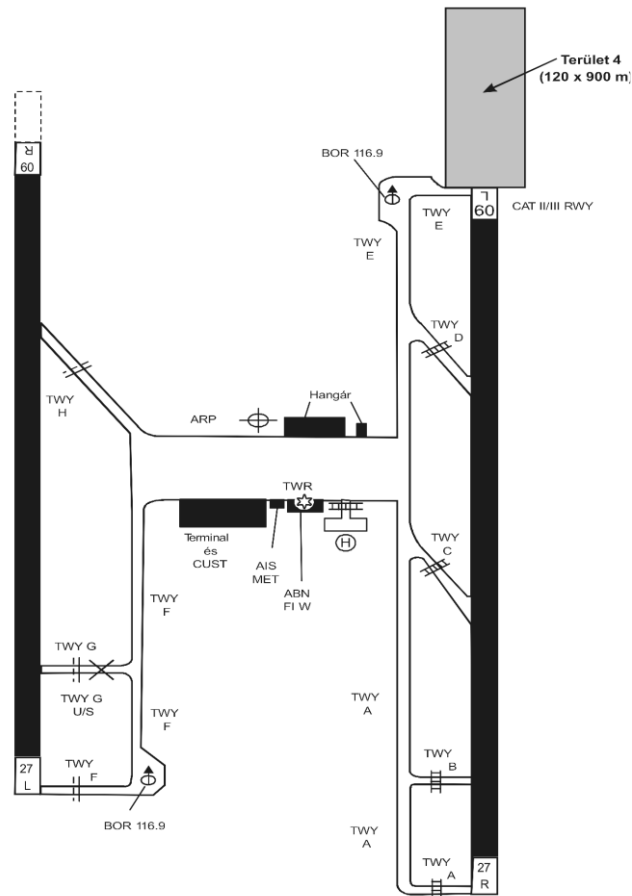 Terület 4
(120 x 900 m)
R
09
BOR 116.9
L
09
CAT II/III RWY
TWY
E
TWY
E
TWY
D
TWY
H
ARP
Hangár
TWR
Terminal
és
CUST
AIS
MET
ABN
FI W
H
TWY
C
TWY
F
TWY G
TWY G
U/S
TWY
F
TWY
A
TWY
B
27
L
TWY
F
BOR 116.9
TWY
A
TWY
A
27
R